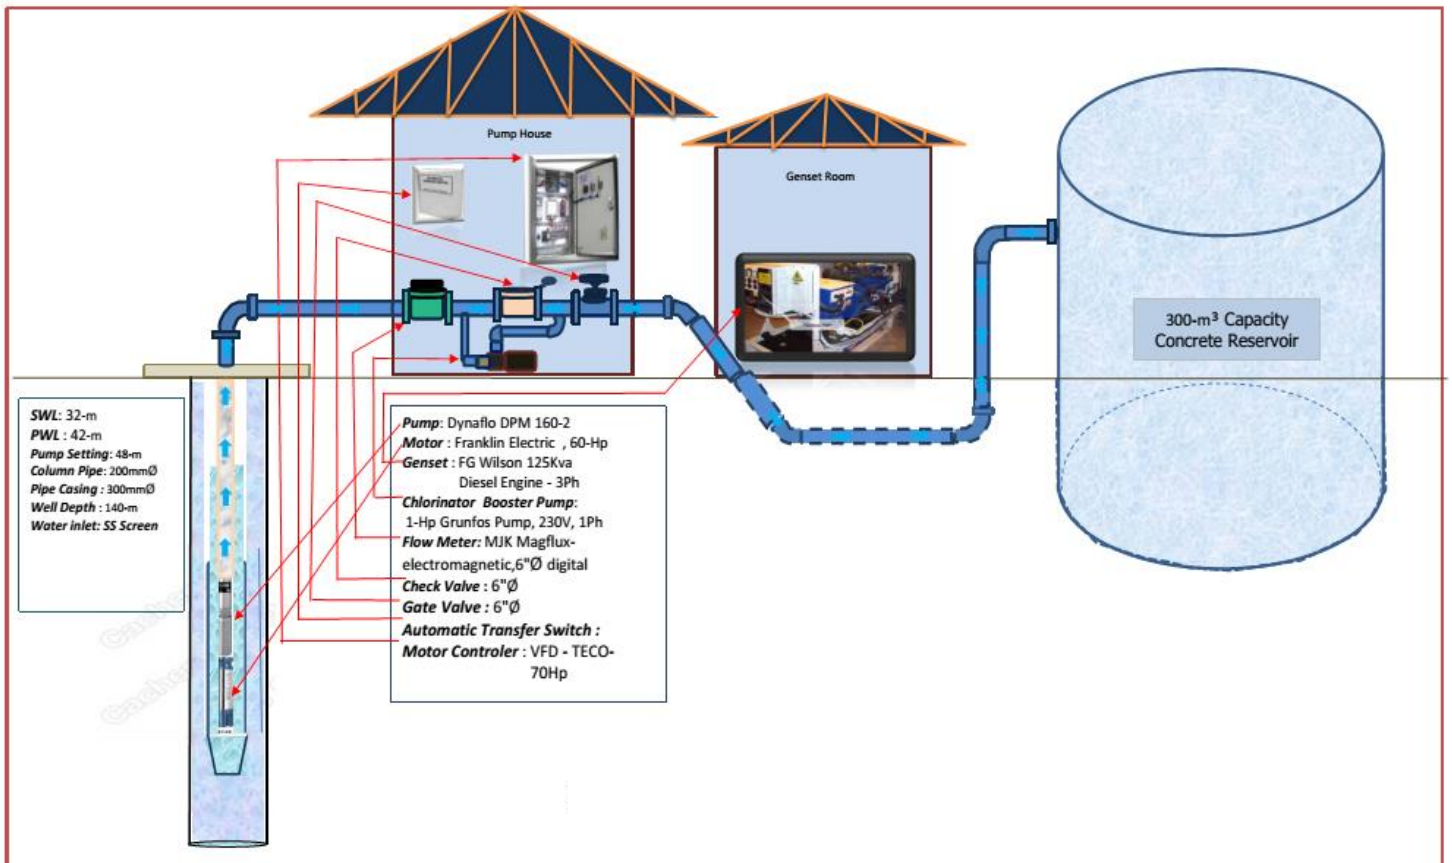 Pump House
Genset Room
300-m³ Capacity
Concrete Reservoir
SWL: 32-m
PWL : 42-m
Pump Setting: 48-m
Column Pipe: 200mmØ
Pipe Casing : 300mmØ
Well Depth : 140-m
Water inlet: SS Screen
Pump: Dynaflo DPM 160-2
Motor : Franklin Electric , 60-Hp
Genset : FG Wilson 125Kva
Diesel Engine - 3Ph
Chlorinator Booster Pump:
1-Hp Grunfos Pump, 230V, 1Ph
Flow Meter: MJK Magflux-
electromagnetic,6"Ø digital
Check Valve : 6"Ø
Gate Valve : 6"Ø
Automatic Transfer Switch :
Motor Controler : VFD - TECO-
70Hp